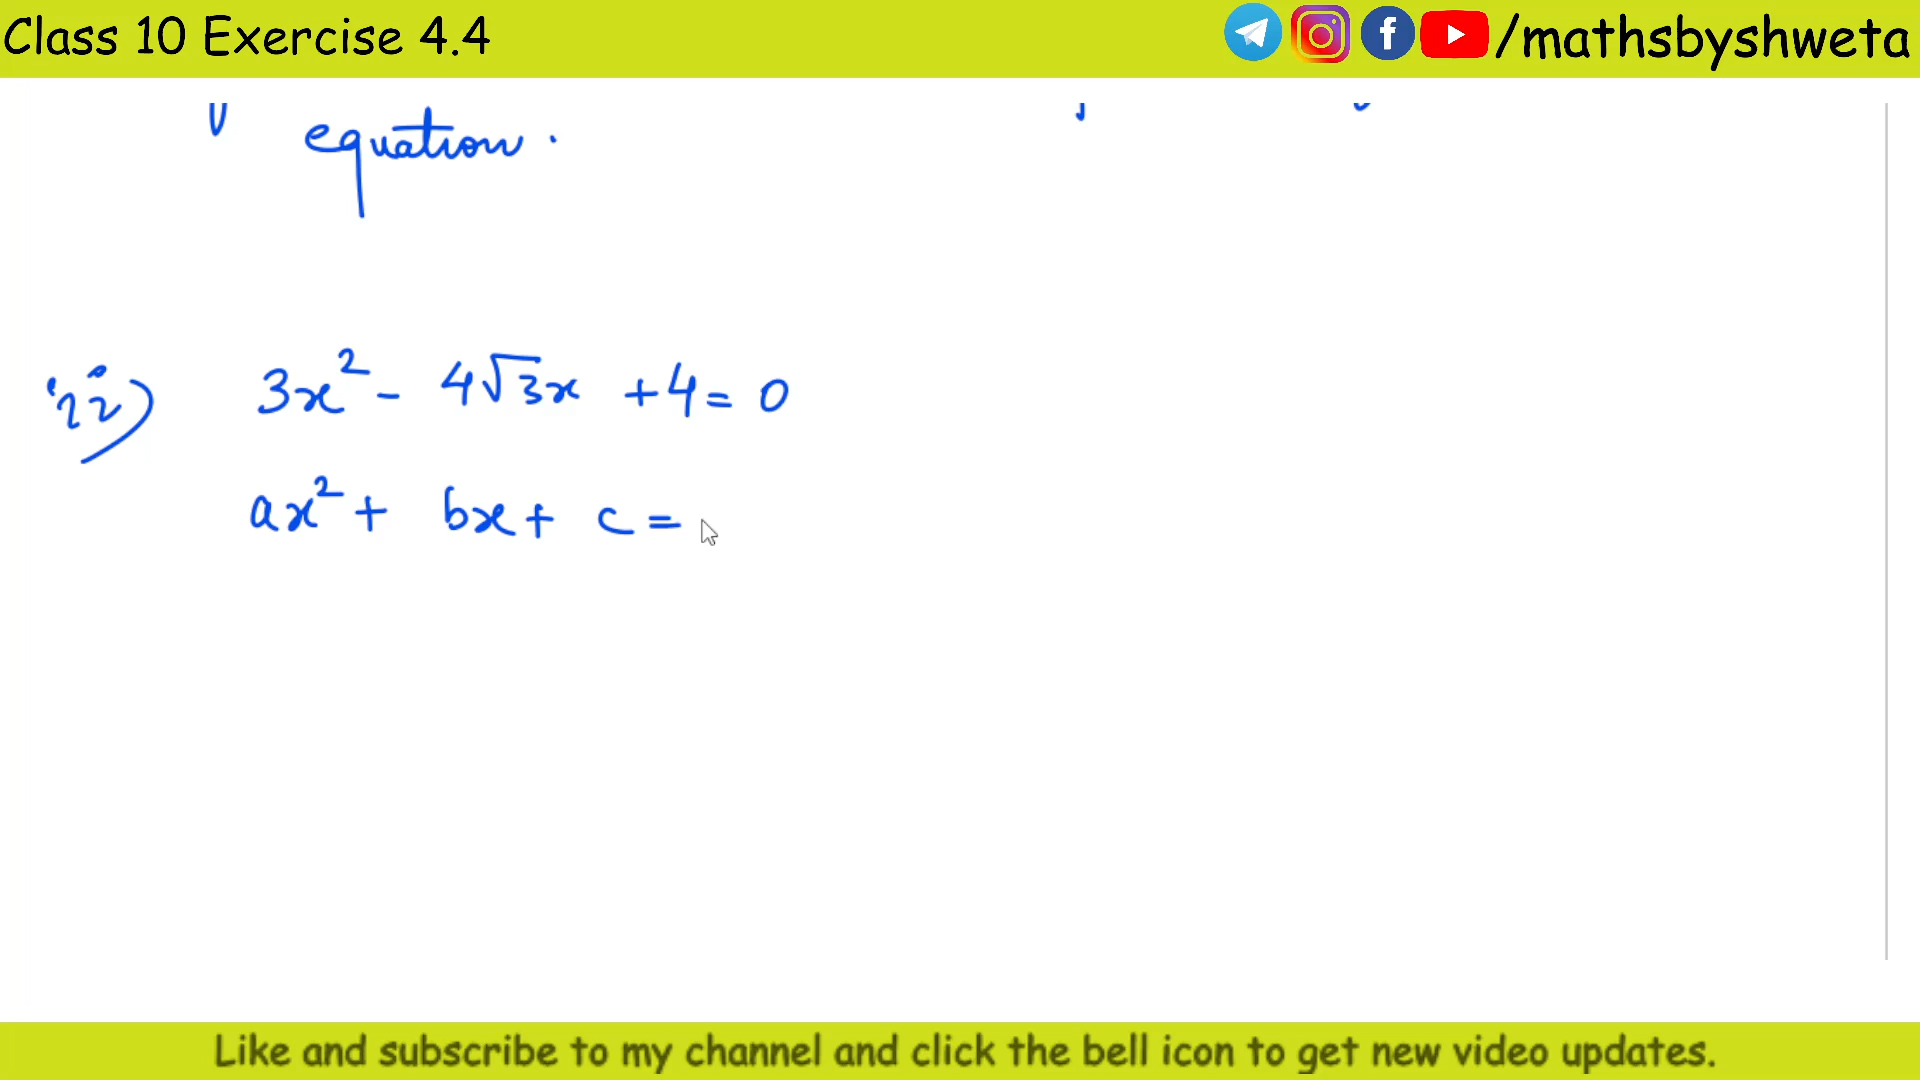 Class 10 Exercise 4.4
/mathsbyshweta
equation.
ii) 3x² - 4√3x + 4 = 0
ax² + bx + c =
Like and subscribe to my channel and click the bell icon to get new video updates.